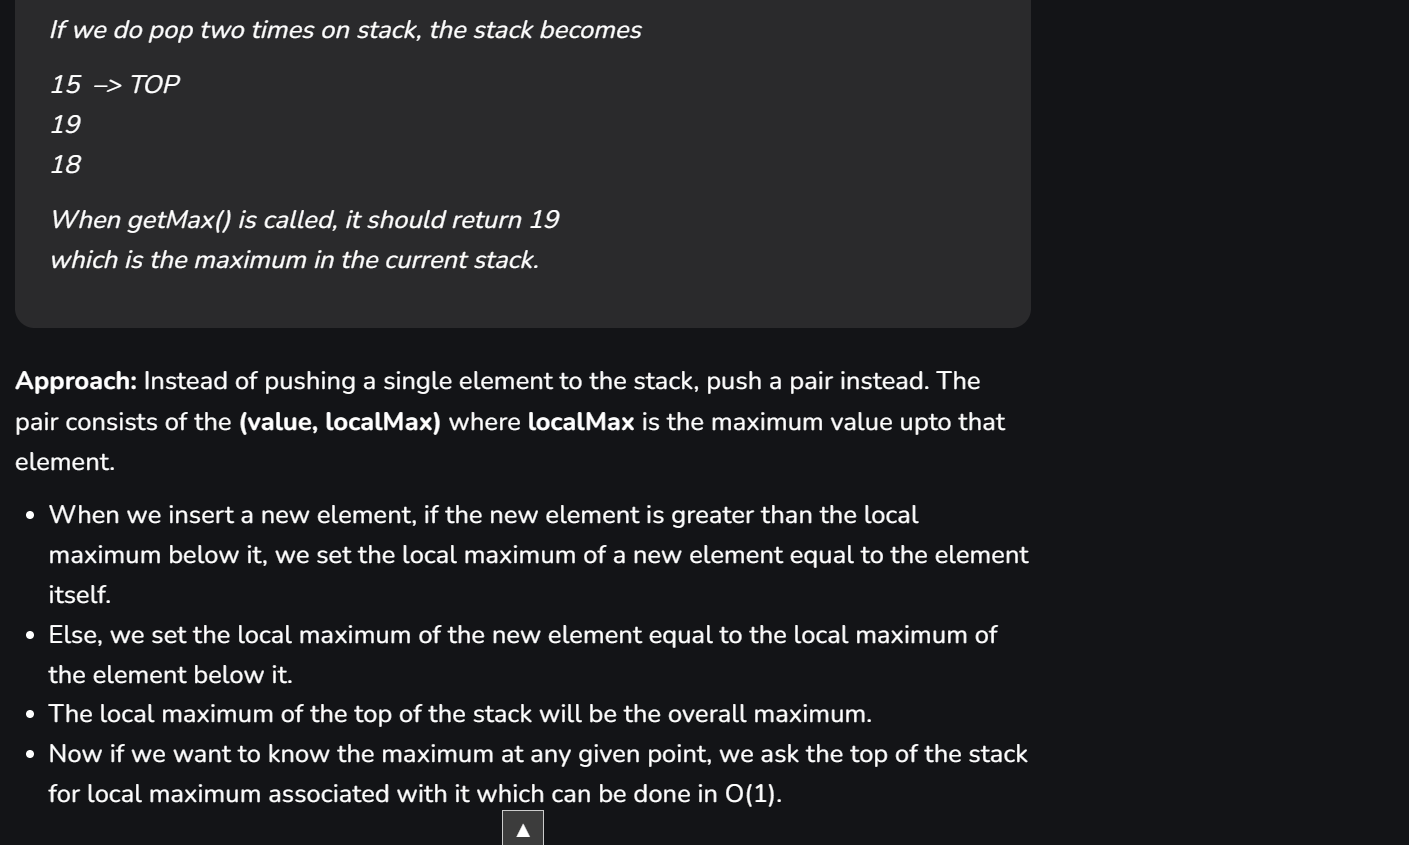 If we do pop two times on stack, the stack becomes
15 –> TOP
19
18
When getMax() is called, it should return 19
which is the maximum in the current stack.
Approach: Instead of pushing a single element to the stack, push a pair instead. The
pair consists of the (value, localMax) where localMax is the maximum value upto that
element.
• When we insert a new element, if the new element is greater than the local
maximum below it, we set the local maximum of a new element equal to the element
itself.
• Else, we set the local maximum of the new element equal to the local maximum of
the element below it.
• The local maximum of the top of the stack will be the overall maximum.
• Now if we want to know the maximum at any given point, we ask the top of the stack
for local maximum associated with it which can be done in O(1).
▲